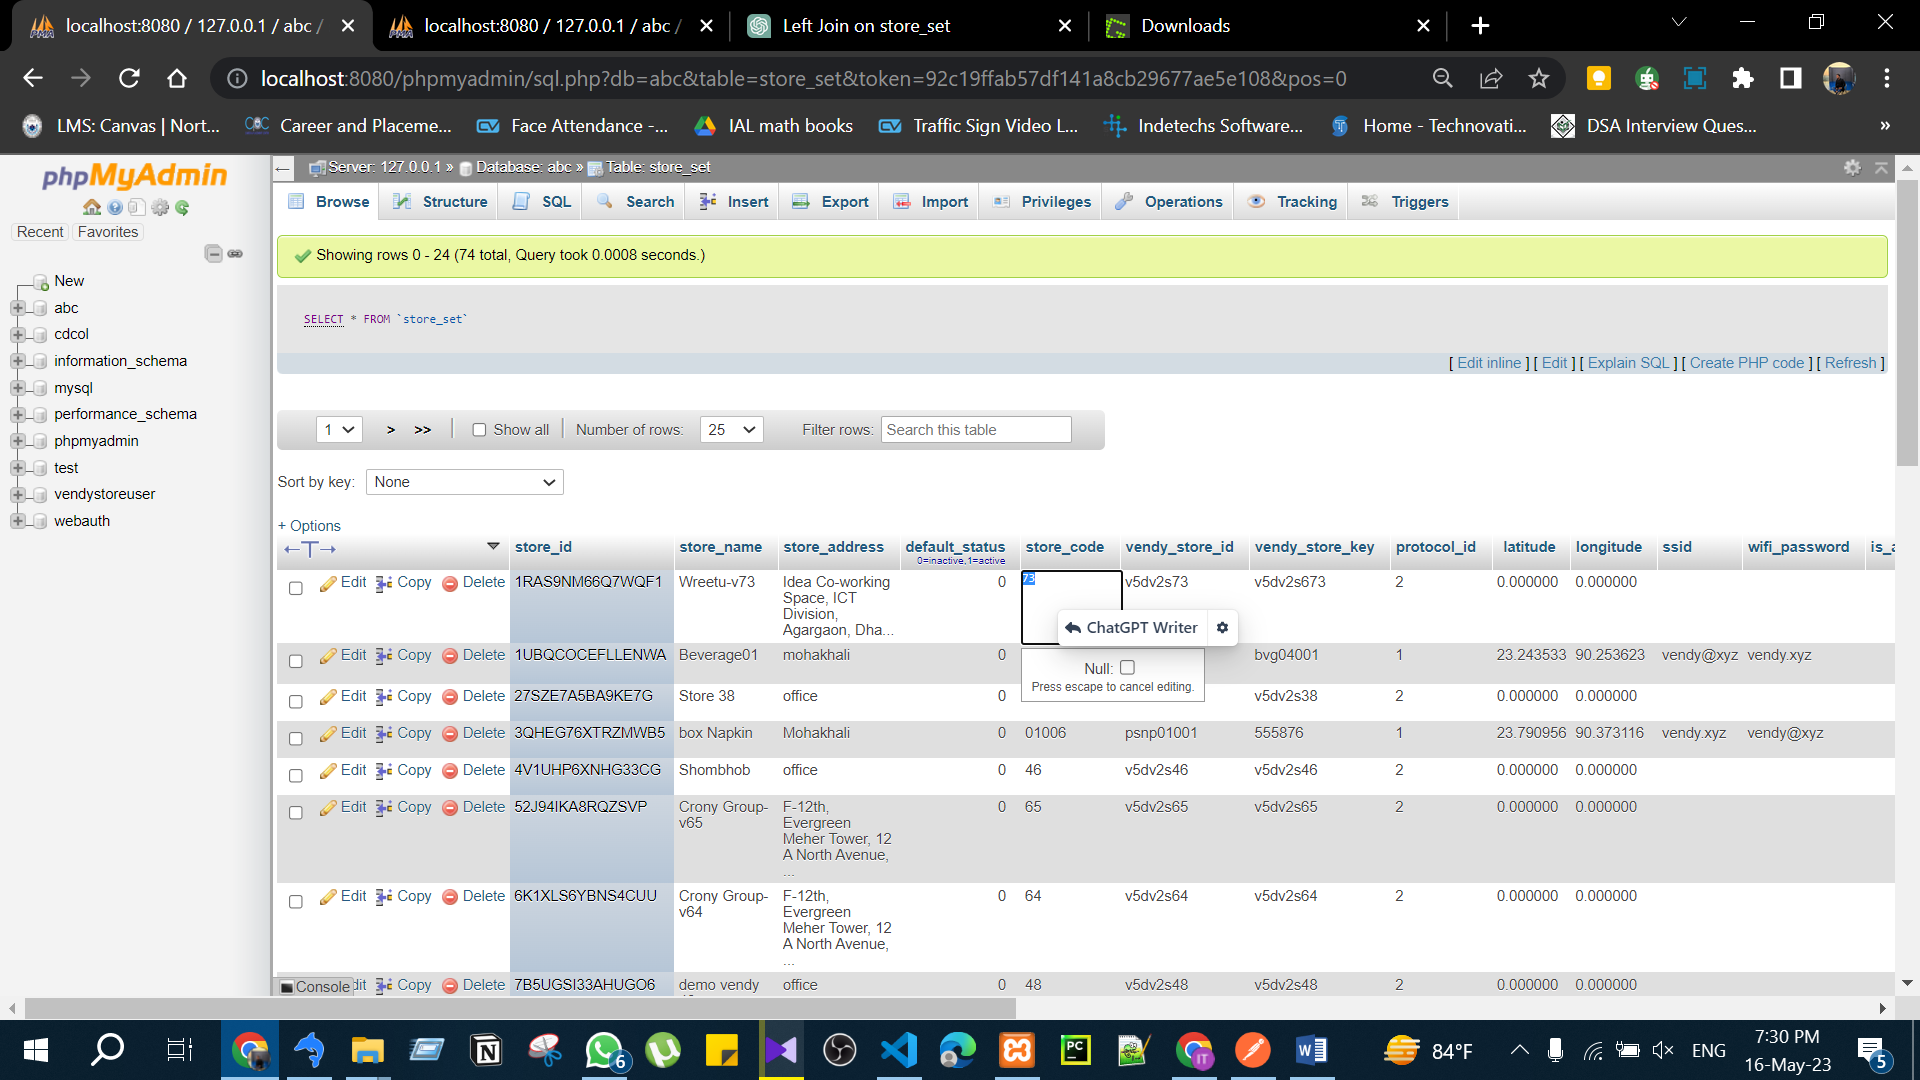 localhost:8080 / 127.0.0.1 / abc /
localhost:8080 / 127.0.0.1 / abc /
Left Join on store_set
Downloads
localhost:8080/phpmyadmin/sql.php?db=abc&table=store_set&token=92c19ffab57df141a8cb29677ae5e108&pos=0
LMS: Canvas | Nort...
Career and Placeme...
Face Attendance -...
IAL math books
Traffic Sign Video L...
Indetechs Software...
Home - Technovati...
DSA Interview Ques...
»
phpMyAdmin
Recent Favorites
New
abc
cdcol
information_schema
mysql
performance_schema
phpmyadmin
test
vendystoreuser
webauth
Server: 127.0.0.1 » Database: abc » Table: store_set
Browse Structure SQL Search Insert Export Import Privileges Operations Tracking Triggers
Showing rows 0 - 24 (74 total, Query took 0.0008 seconds.)
SELECT * FROM `store_set`
[ Edit inline ] [ Edit ] [ Explain SQL ] [ Create PHP code ] [ Refresh ]
1 > >> Show all Number of rows: 25 Filter rows: Search this table
Sort by key: None
+ Options
store_id store_name store_address default_status store_code vendy_store_id vendy_store_key protocol_id latitude longitude ssid wifi_password is_a
0=inactive,1=active
Edit Copy Delete 1RAS9NM66Q7WQF1 Wreetu-v73 Idea Co-working 0 73 v5dv2s73 v5dv2s673 2 0.000000 0.000000
Space, ICT
Division,
Agargaon, Dha...
ChatGPT Writer
Edit Copy Delete 1UBQCOCEFLLENWA Beverage01 mohakhali 0 bvg04001 1 23.243533 90.253623 vendy@xyz vendy.xyz
Null:
Press escape to cancel editing.
Edit Copy Delete 27SZE7A5BA9KE7G Store 38 office 0 v5dv2s38 2 0.000000 0.000000
Edit Copy Delete 3QHEG76XTRZMWB5 box Napkin Mohakhali 0 01006 psnp01001 555876 1 23.790956 90.373116 vendy.xyz vendy@xyz
Edit Copy Delete 4V1UHP6XNHG33CG Shombhob office 0 46 v5dv2s46 v5dv2s46 2 0.000000 0.000000
Edit Copy Delete 52J94IKA8RQZSVP Crony Group- F-12th, 0 65 v5dv2s65 v5dv2s65 2 0.000000 0.000000
v65 Evergreen
Meher Tower, 12
A North Avenue,
...
Edit Copy Delete 6K1XLS6YBNS4CUU Crony Group- F-12th, 0 64 v5dv2s64 v5dv2s64 2 0.000000 0.000000
v64 Evergreen
Meher Tower, 12
A North Avenue,
...
Console dit Copy Delete 7B5UGSI33AHUGO6 demo vendy office 0 48 v5dv2s48 v5dv2s48 2 0.000000 0.000000
6
PC
IT
84°F
ENG
7:30 PM
16-May-23
5